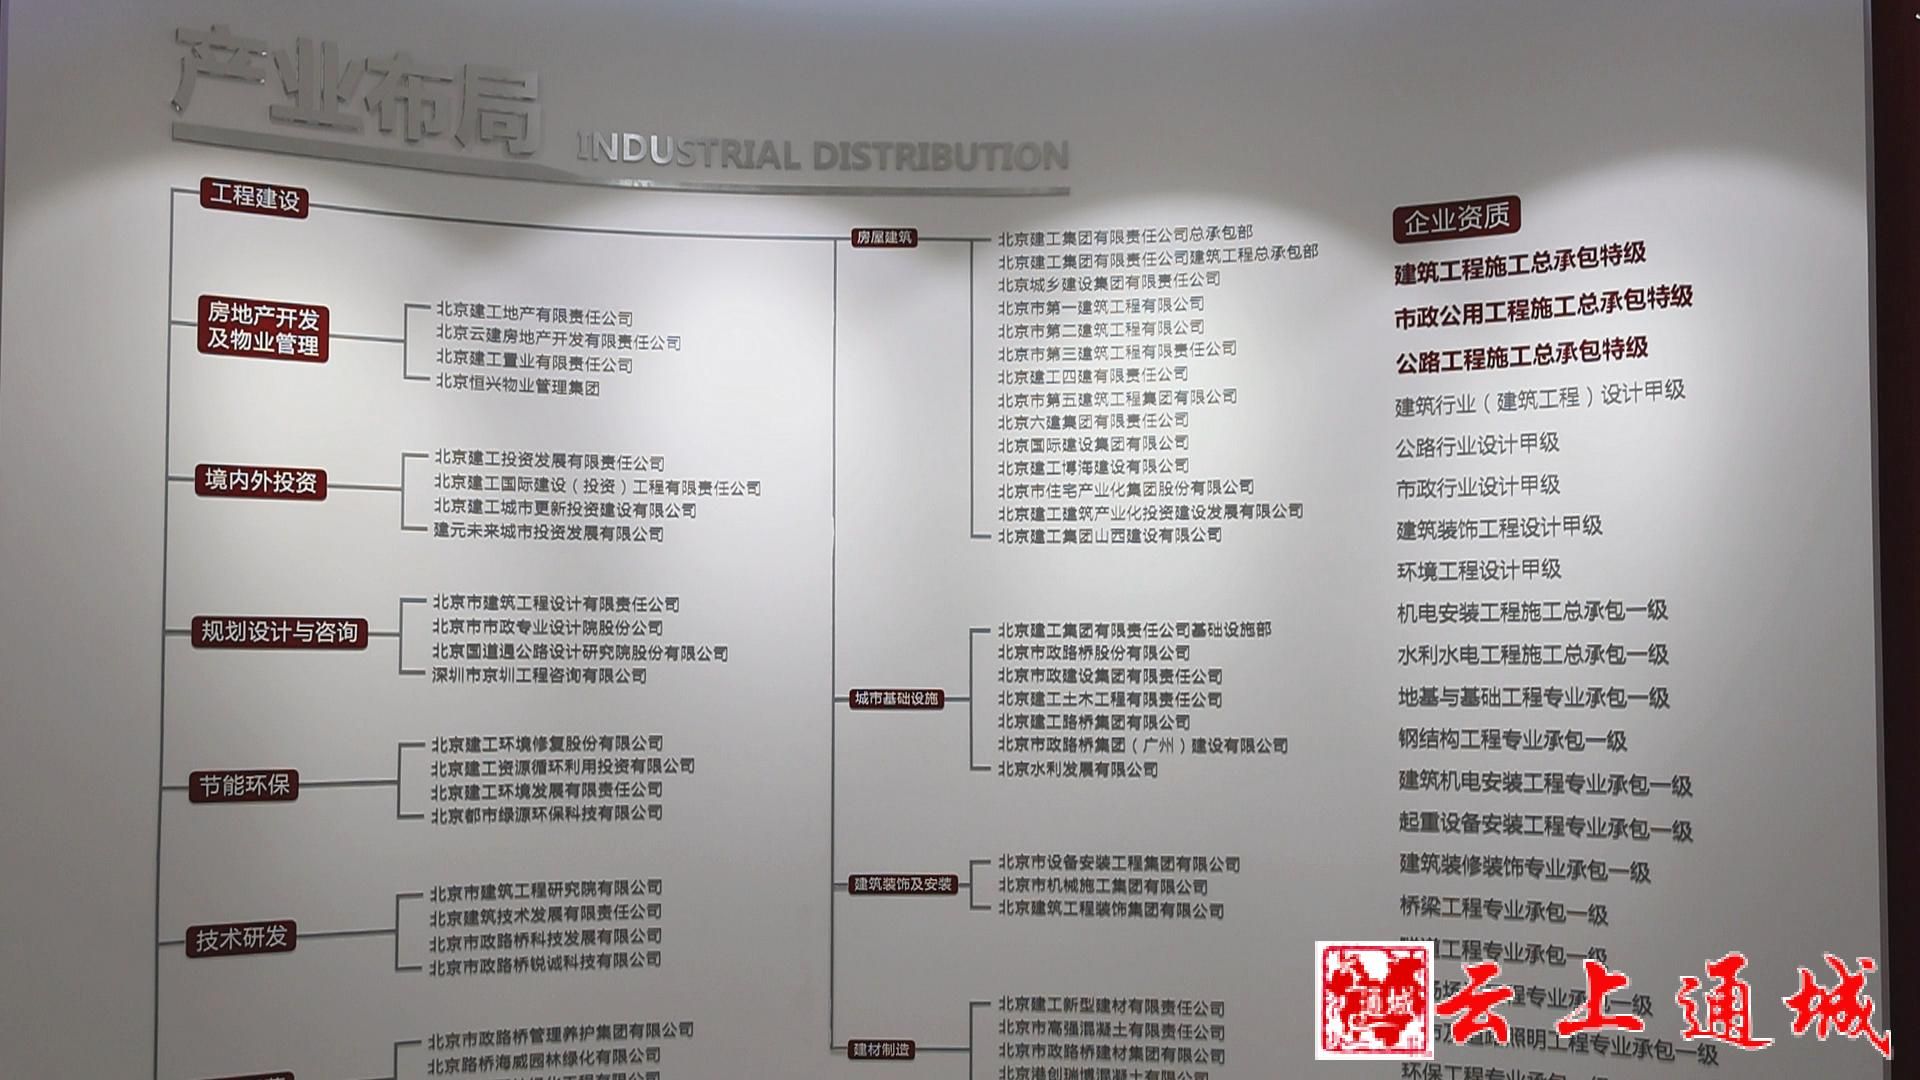 产业布局
INDUSTRIAL DISTRIBUTION
工程建设
房地产开发
及物业管理
北京建工地产有限责任公司
北京云建房地产开发有限责任公司
北京建工置业有限责任公司
北京恒兴物业管理集团
境内外投资
北京建工投资发展有限责任公司
北京建工国际建设（投资）工程有限责任公司
北京建工城市更新投资建设有限公司
建元未来城市投资发展有限公司
规划设计与咨询
北京市建筑工程设计有限责任公司
北京市市政专业设计院股份公司
北京国道通公路设计研究院股份有限公司
深圳市京圳工程咨询有限公司
节能环保
北京建工环境修复股份有限公司
北京建工资源循环利用投资有限公司
北京建工环境发展有限责任公司
北京都市绿源环保科技有限公司
技术研发
北京市建筑工程研究院有限公司
北京建筑技术发展有限责任公司
北京市政路桥科技发展有限公司
北京市政路桥锐诚科技有限公司
北京市政路桥管理养护集团有限公司
北京路桥海威园林绿化有限公司
房屋建筑
北京建工集团有限责任公司总承包部
北京建工集团有限责任公司建筑工程总承包部
北京城乡建设集团有限责任公司
北京市第一建筑工程有限公司
北京市第二建筑工程有限公司
北京市第三建筑工程有限责任公司
北京建工四建有限责任公司
北京市第五建筑工程集团有限公司
北京六建集团有限责任公司
北京国际建设集团有限公司
北京建工博海建设有限公司
北京市住宅产业化集团股份有限公司
北京建工建筑产业化投资建设发展有限公司
北京建工集团山西建设有限公司
城市基础设施
北京建工集团有限责任公司基础设施部
北京市政路桥股份有限公司
北京市政建设集团有限责任公司
北京建工土木工程有限责任公司
北京建工路桥集团有限公司
北京市政路桥集团（广州）建设有限公司
北京水利发展有限公司
建筑装饰及安装
北京市设备安装工程集团有限公司
北京市机械施工集团有限公司
北京建筑工程装饰集团有限公司
建材制造
北京建工新型建材有限责任公司
北京市高强混凝土有限责任公司
北京市政路桥建材集团有限公司
北京港创瑞博混凝土有限公司
企业资质
建筑工程施工总承包特级
市政公用工程施工总承包特级
公路工程施工总承包特级
建筑行业（建筑工程）设计甲级
公路行业设计甲级
市政行业设计甲级
建筑装饰工程设计甲级
环境工程设计甲级
机电安装工程施工总承包一级
水利水电工程施工总承包一级
地基与基础工程专业承包一级
钢结构工程专业承包一级
建筑机电安装工程专业承包一级
起重设备安装工程专业承包一级
建筑装修装饰专业承包一级
桥梁工程专业承包一级
工程专业承包一级
程专业承包一级
照明工程专业承包一级
环保工程专业承包一级
云上通城